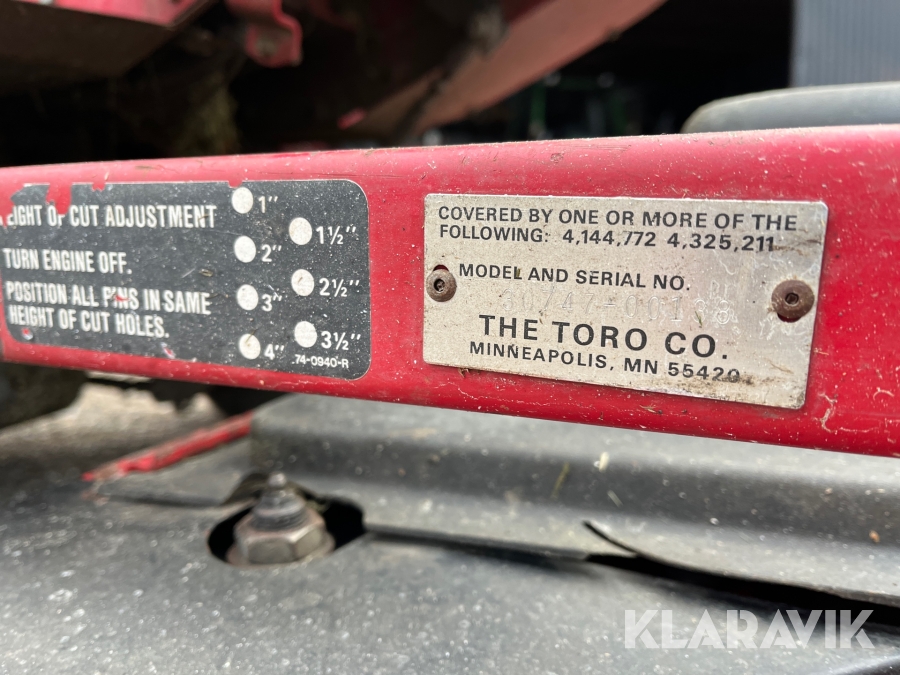 HEIGHT OF CUT ADJUSTMENT
TURN ENGINE OFF.
POSITION ALL PINS IN SAME
HEIGHT OF CUT HOLES.
1"
1½"
2"
2½"
3"
3½"
4"
74-0940-R
COVERED BY ONE OR MORE OF THE
FOLLOWING: 4,144,772 4,325,211
MODEL AND SERIAL NO.
THE TORO CO.
MINNEAPOLIS, MN 55420
KLARAVIK